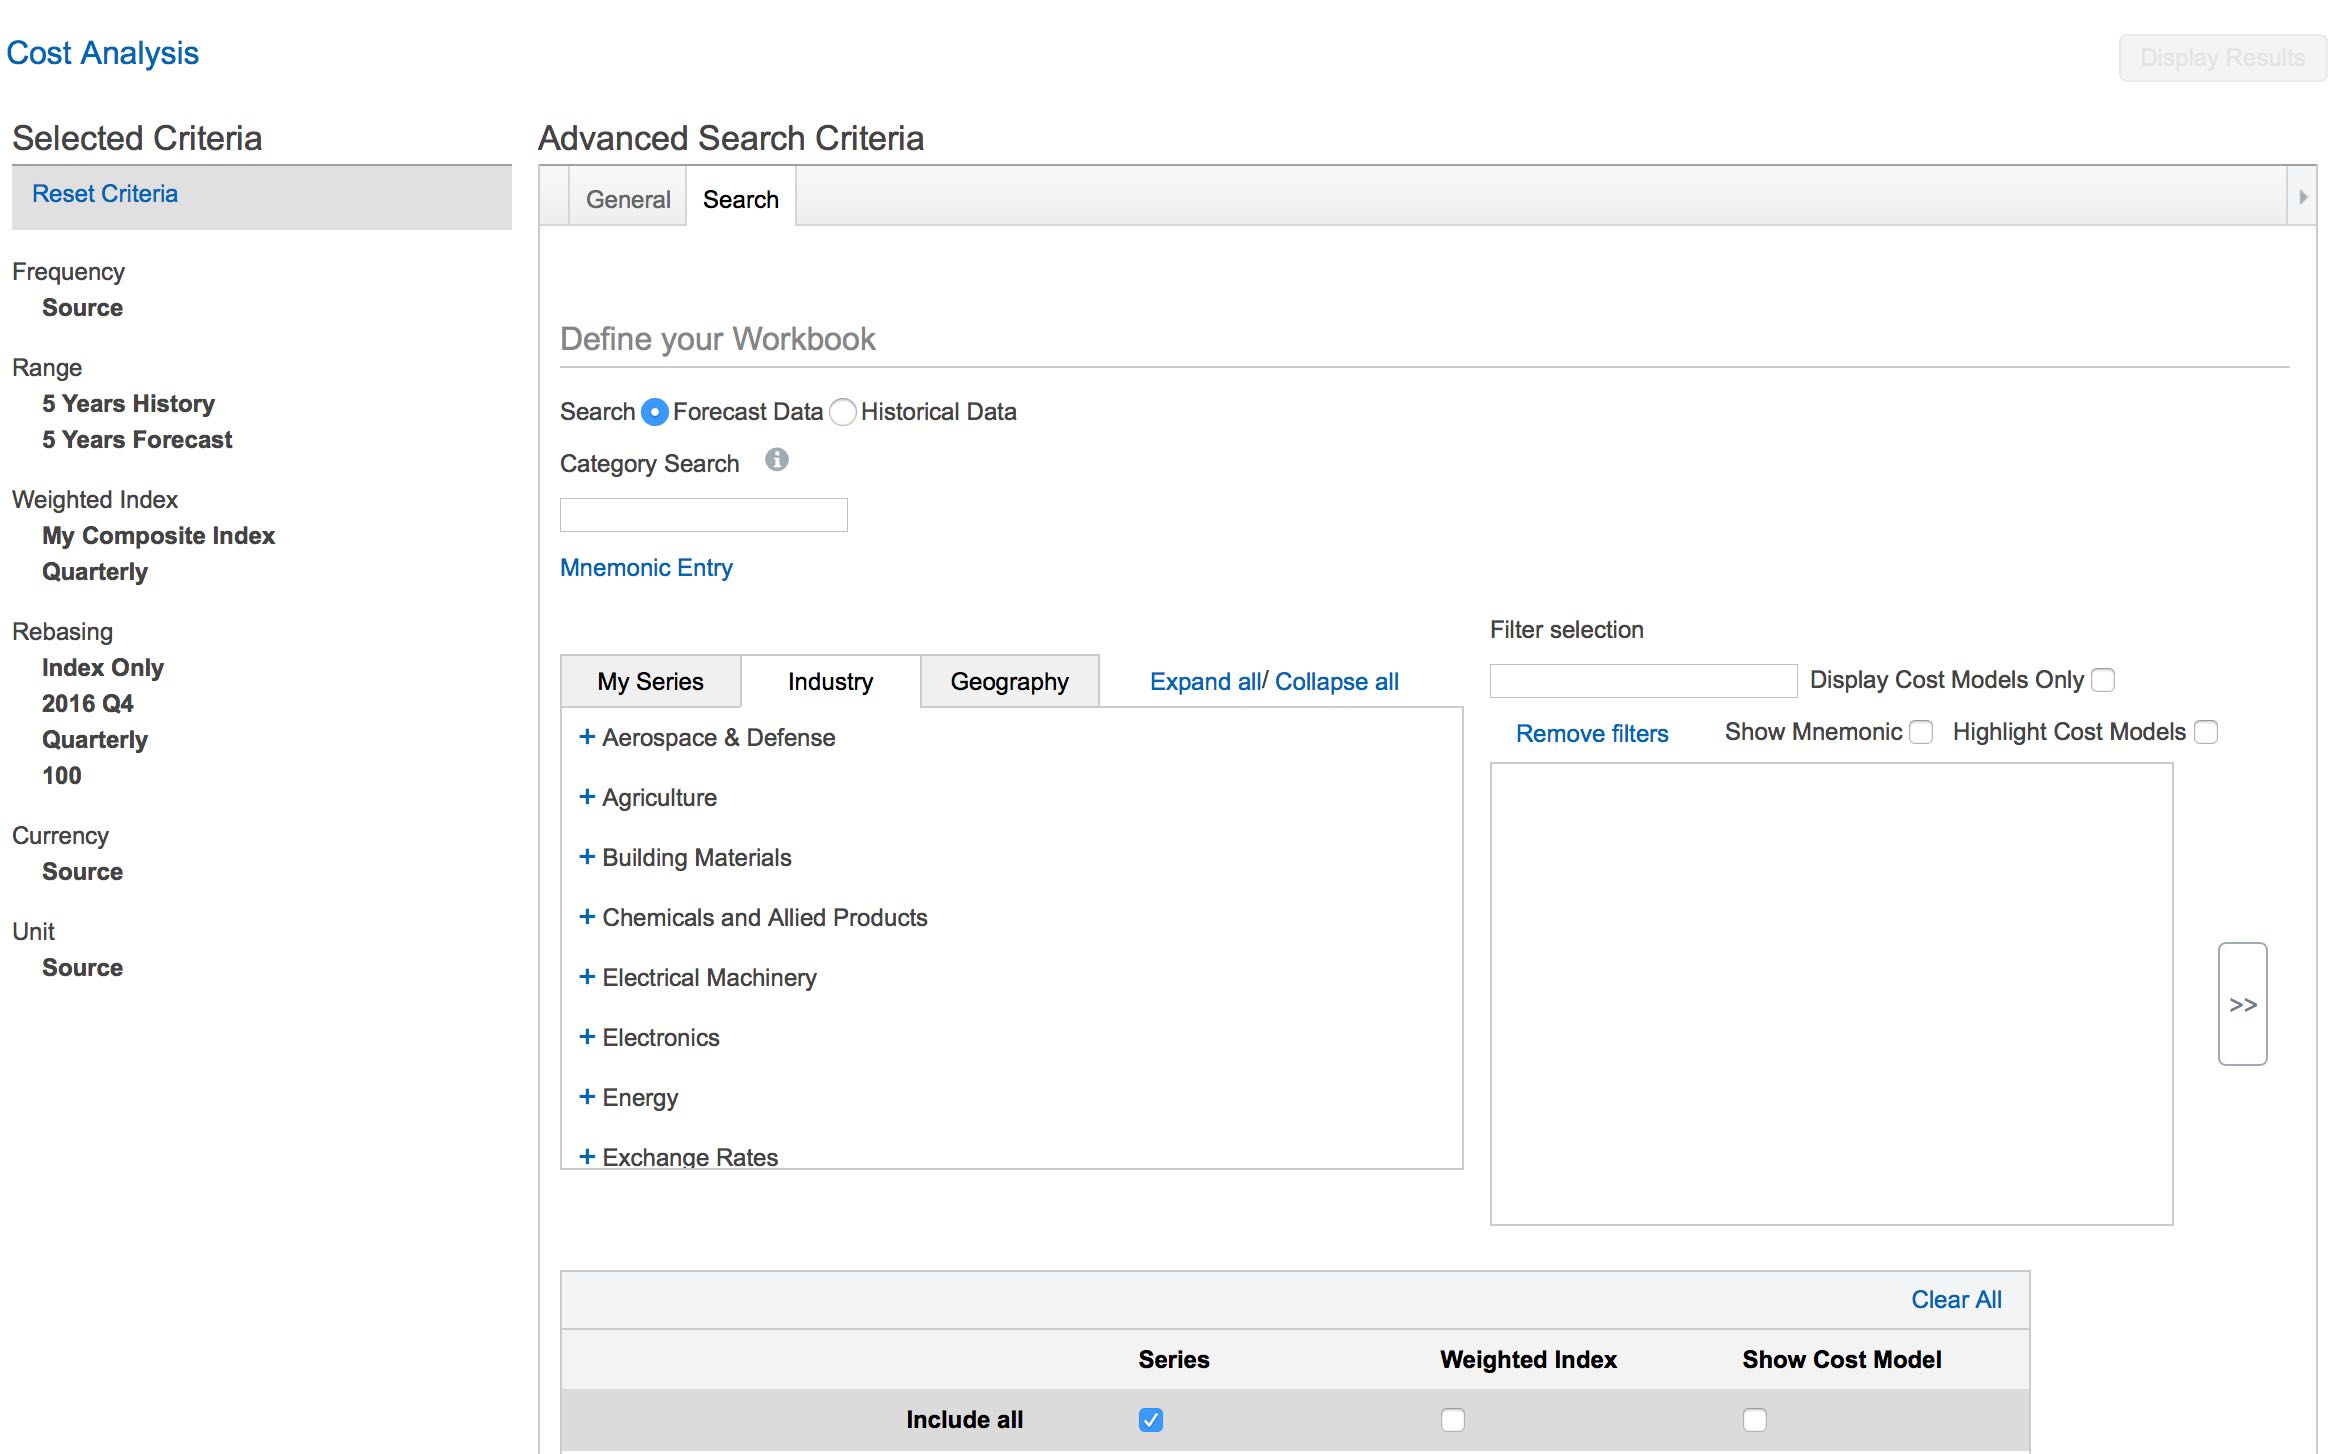 Cost Analysis
Display Results
Selected Criteria
Reset Criteria
Frequency
Source
Range
5 Years History
5 Years Forecast
Weighted Index
My Composite Index
Quarterly
Rebasing
Index Only
2016 Q4
Quarterly
100
Currency
Source
Unit
Source
Advanced Search Criteria
General Search
Define your Workbook
Search Forecast Data Historical Data
Category Search
Mnemonic Entry
My Series Industry Geography Expand all/ Collapse all
+ Aerospace & Defense
+ Agriculture
+ Building Materials
+ Chemicals and Allied Products
+ Electrical Machinery
+ Electronics
+ Energy
+ Exchange Rates
Filter selection
Display Cost Models Only
Remove filters Show Mnemonic Highlight Cost Models
>>
Clear All
Series Weighted Index Show Cost Model
Include all